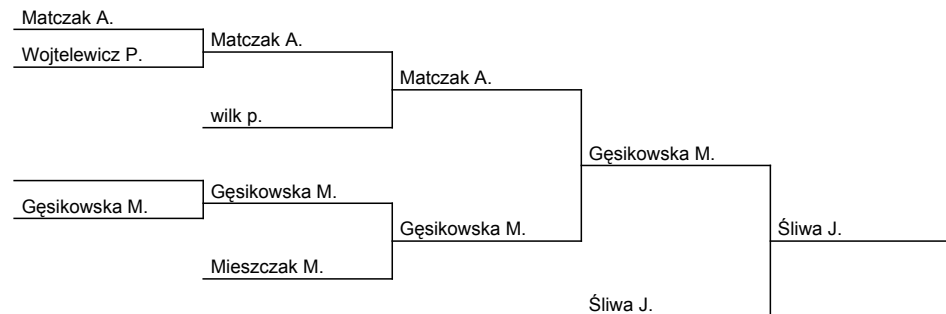 Matczak A.
Wojtelewicz P.
Matczak A.
wilk p.
Matczak A.
Gęsikowska M.
Gęsikowska M.
Mieszczak M.
Gęsikowska M.
Gęsikowska M.
Śliwa J.
Śliwa J.